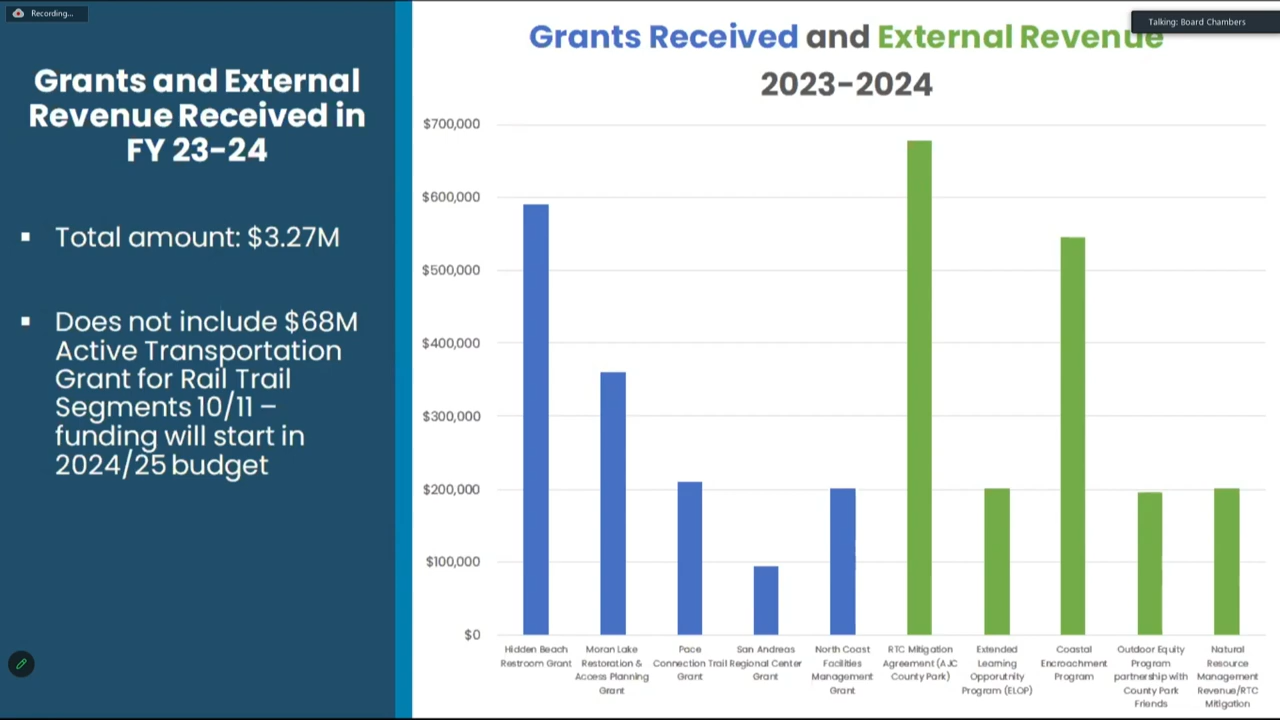 Recording...
Talking: Board Chambers
Grants and External
Revenue Received in
FY 23-24
▪ Total amount: $3.27M
▪ Does not include $68M
Active Transportation
Grant for Rail Trail
Segments 10/11 –
funding will start in
2024/25 budget
Grants Received and External Revenue
2023-2024
$700,000
$600,000
$500,000
$400,000
$300,000
$200,000
$100,000
$0
Hidden Beach
Restroom Grant
Moran Lake
Restoration &
Access Planning
Grant
Pace
Connection Trail
Grant
San Andreas
Regional Center
Grant
North Coast
Facilities
Management
Grant
RTC Mitigation
Agreement (AJC
County Park)
Extended
Learning
Opporutnity
Program (ELOP)
Coastal
Encroachment
Program
Outdoor Equity
Program
partnership with
County Park
Friends
Natural
Resource
Management
Revenue/RTC
Mitigation